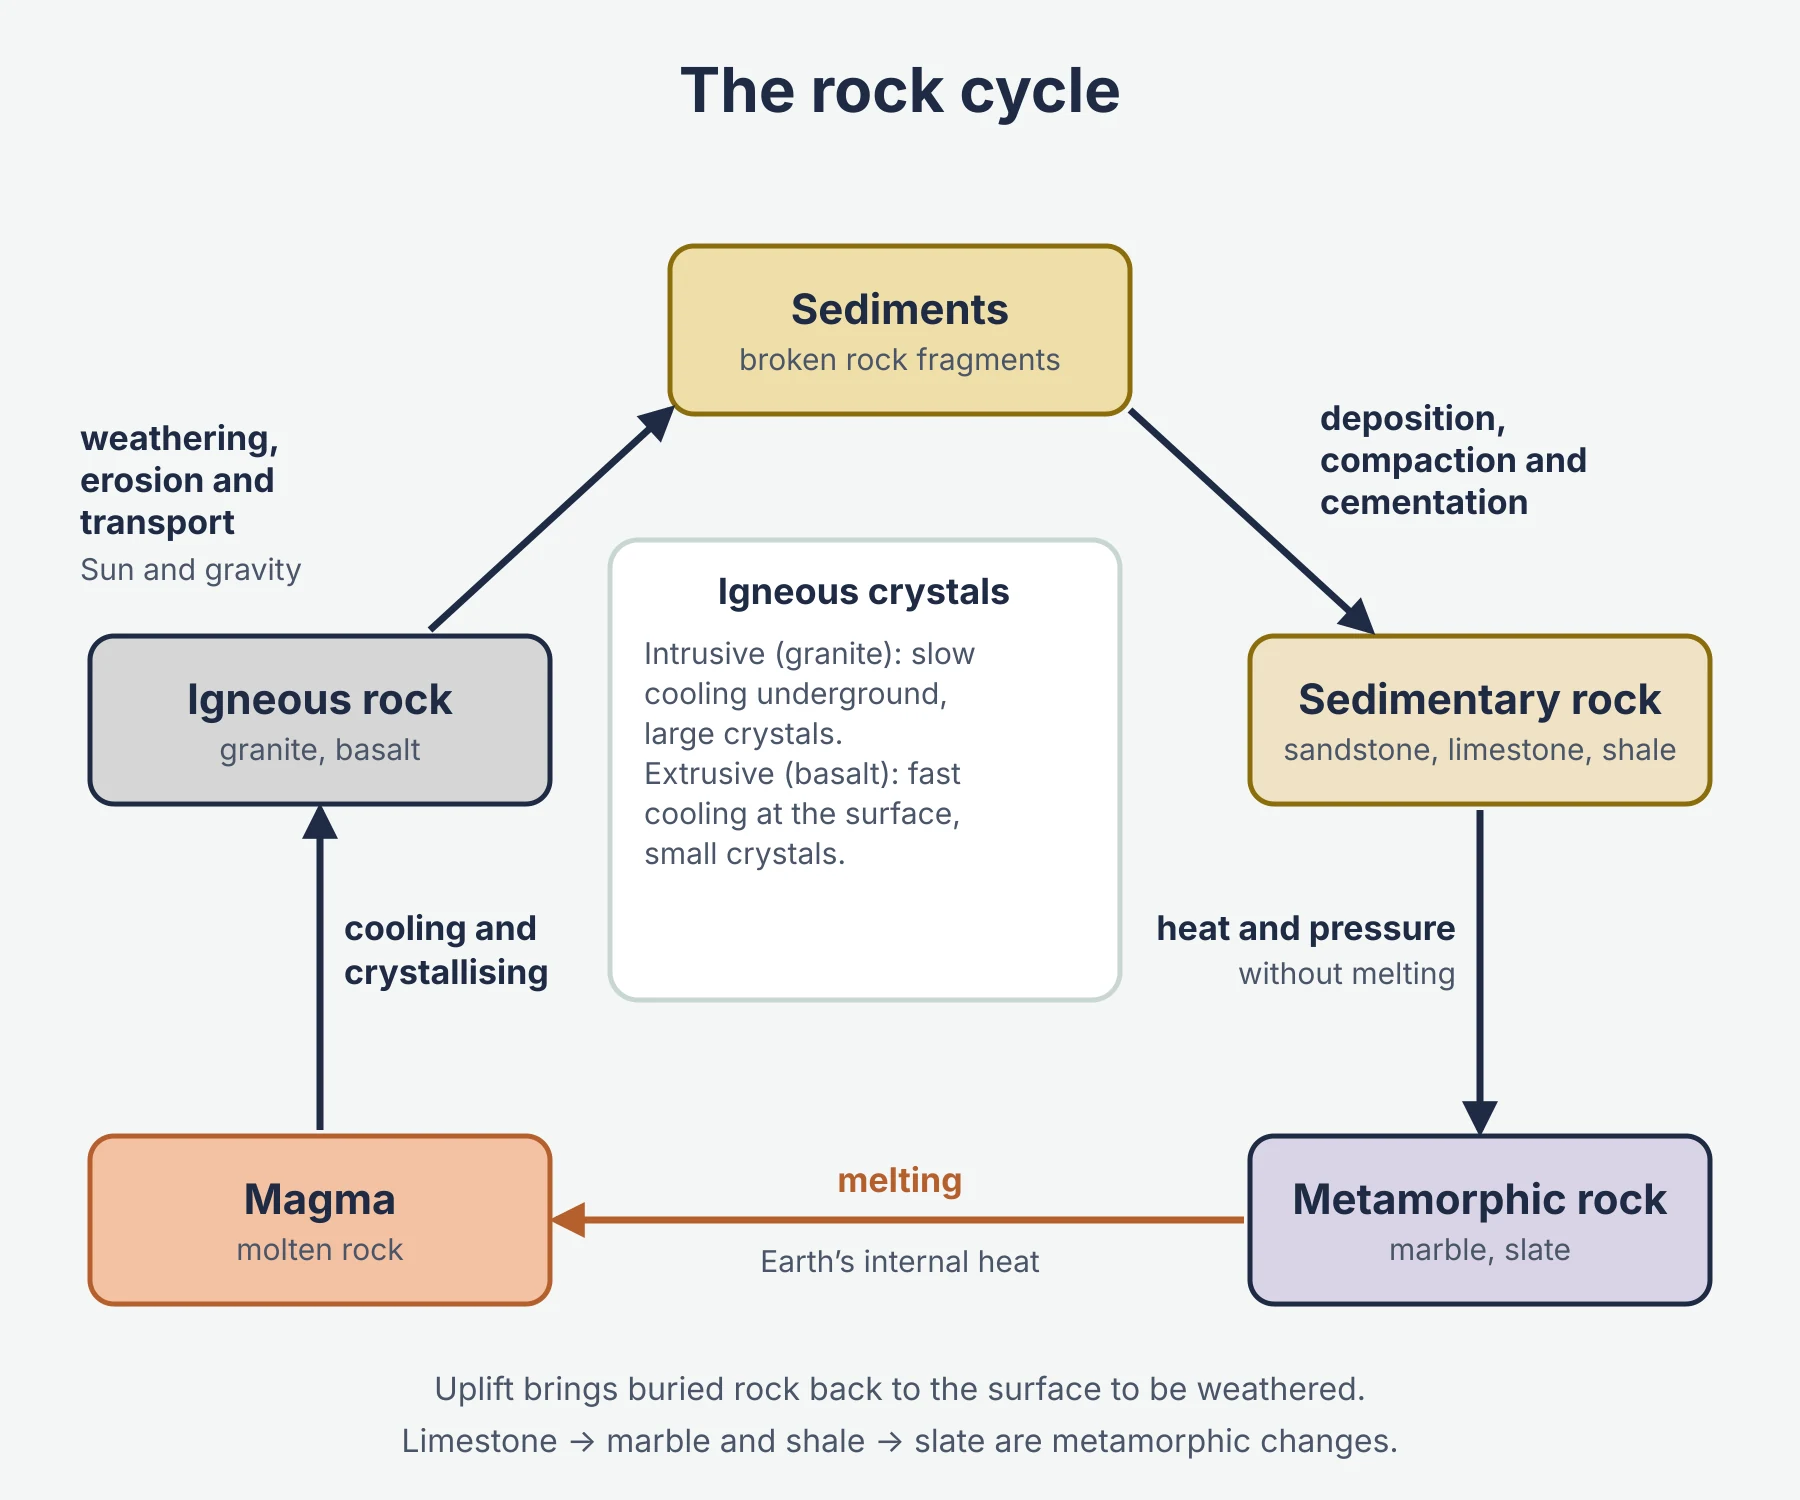 The rock cycle
Sediments
broken rock fragments
weathering,
erosion and
transport
Sun and gravity
deposition,
compaction and
cementation
Igneous crystals
Intrusive (granite): slow
cooling underground,
large crystals.
Extrusive (basalt): fast
cooling at the surface,
small crystals.
Igneous rock
granite, basalt
Sedimentary rock
sandstone, limestone, shale
cooling and
crystallising
heat and pressure
without melting
Magma
molten rock
melting
Earth’s internal heat
Metamorphic rock
marble, slate
Uplift brings buried rock back to the surface to be weathered.
Limestone → marble and shale → slate are metamorphic changes.